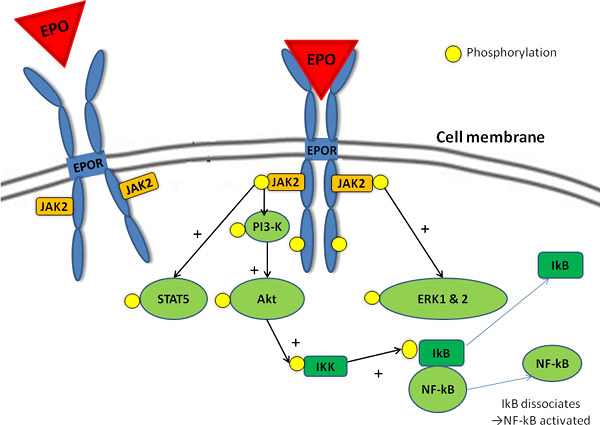 EPO
EPO
Phosphorylation
Cell membrane
EPOR
EPOR
JAK2
JAK2
JAK2
JAK2
+
PI3-K
+
+
STAT5
Akt
ERK1 & 2
IkB
+
IKK
+
IkB
NF-kB
NF-kB
IkB dissociates
→NF-kB activated